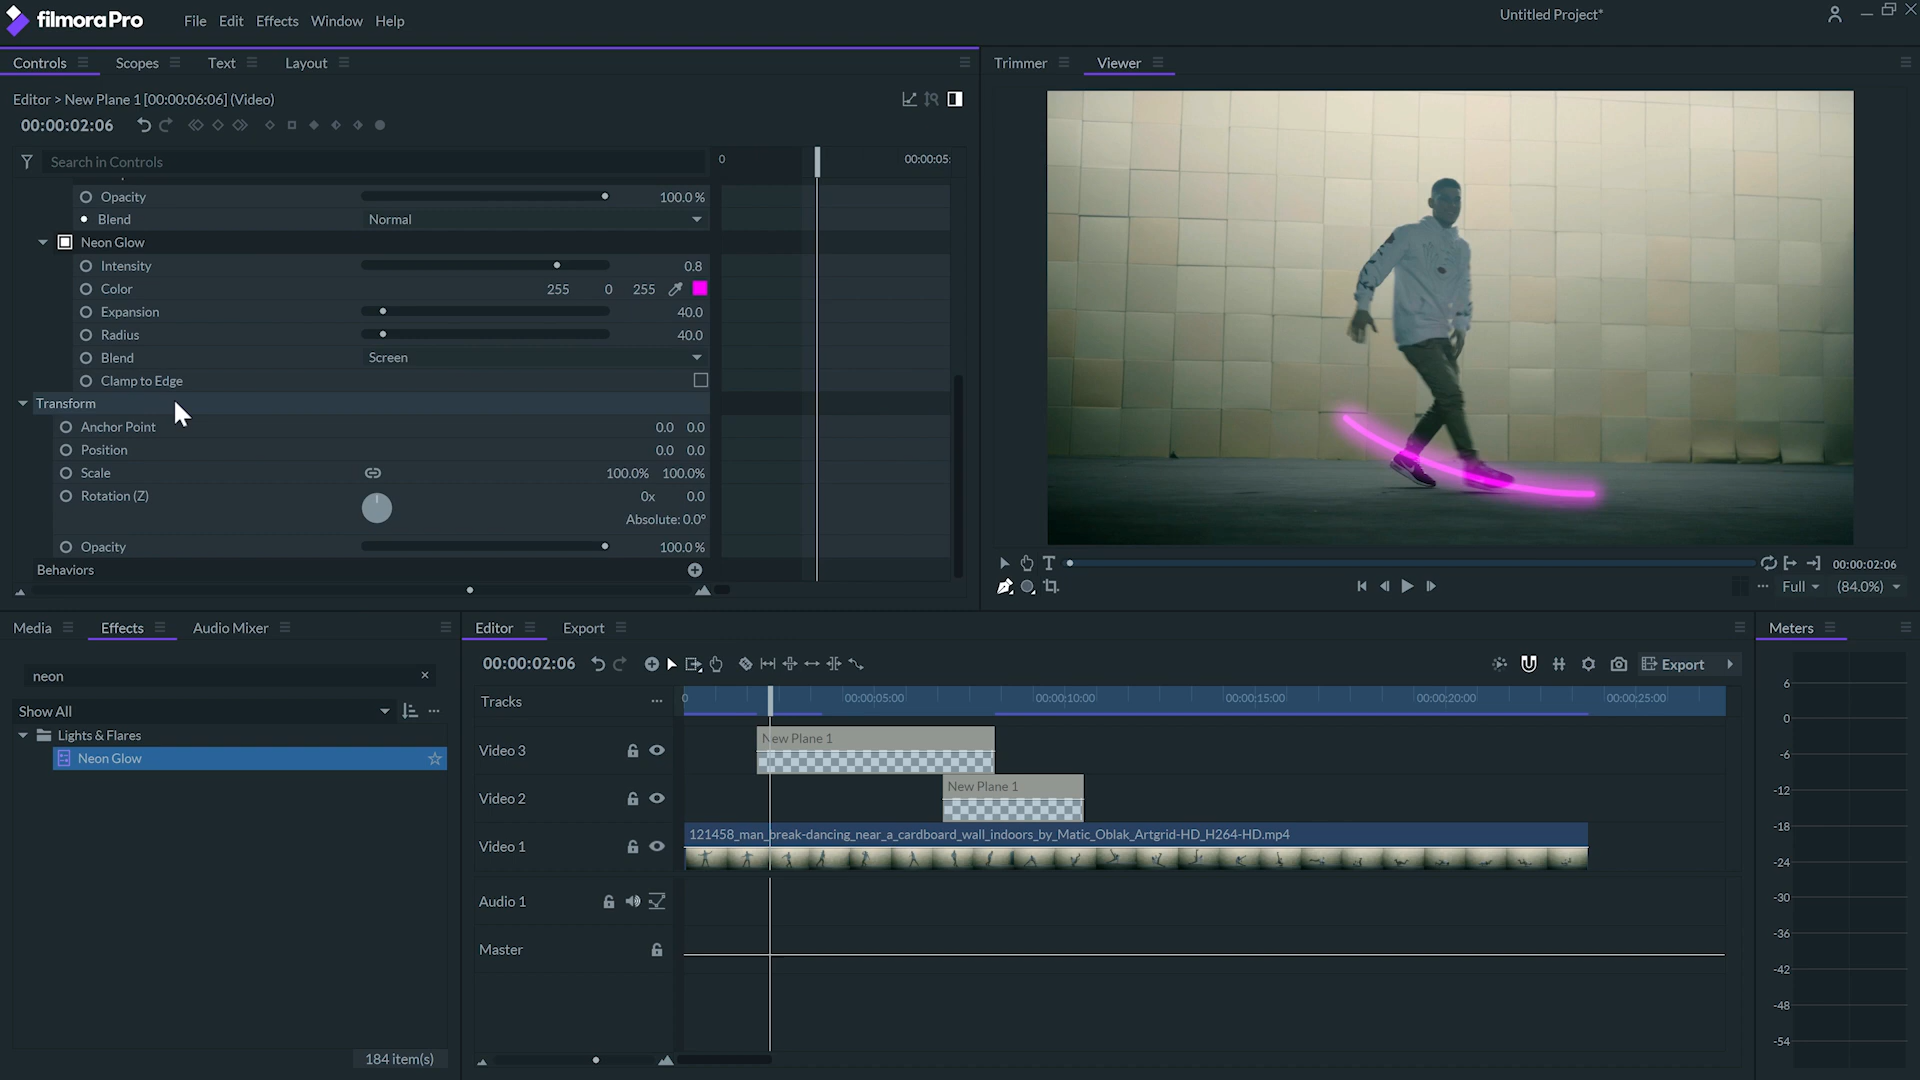 filmoraPro File Edit Effects Window Help Untitled Project*
Controls Scopes Text Layout Trimmer Viewer
Editor > New Plane 1 [00:00:06:06] (Video)
00:00:02:06
Search in Controls 0 00:00:05:
Opacity 100.0 %
Blend Normal
Neon Glow
Intensity 0.8
Color 255 0 255
Expansion 40.0
Radius 40.0
Blend Screen
Clamp to Edge
Transform
Anchor Point 0.0 0.0
Position 0.0 0.0
Scale 100.0% 100.0%
Rotation (Z) 0x 0.0
Absolute: 0.0°
Opacity 100.0 %
Behaviors
00:00:02:06
Full (84.0%)
Media Effects Audio Mixer
neon
Show All
Lights & Flares
Neon Glow
184 item(s)
Editor Export
00:00:02:06 Export
Tracks 0 00:00:05:00 00:00:10:00 00:00:15:00 00:00:20:00 00:00:25:00
Video 3 New Plane 1
Video 2 New Plane 1
Video 1 121458_man_break-dancing_near_a_cardboard_wall_indoors_by_Matic_Oblak_Artgrid-HD_H264-HD.mp4
Audio 1
Master
Meters
6
0
-6
-12
-18
-24
-30
-36
-42
-48
-54